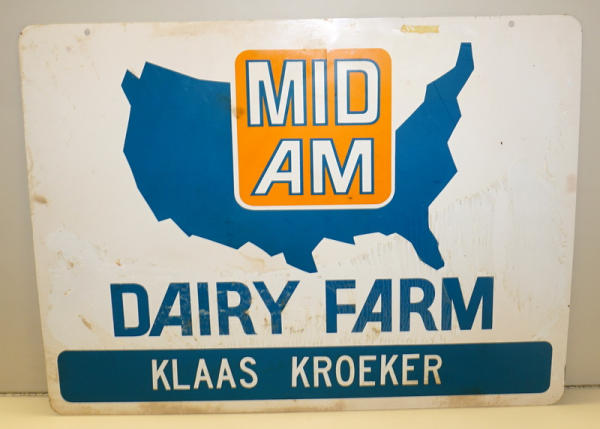 MID
AM
DAIRY FARM
KLAAS KROEKER